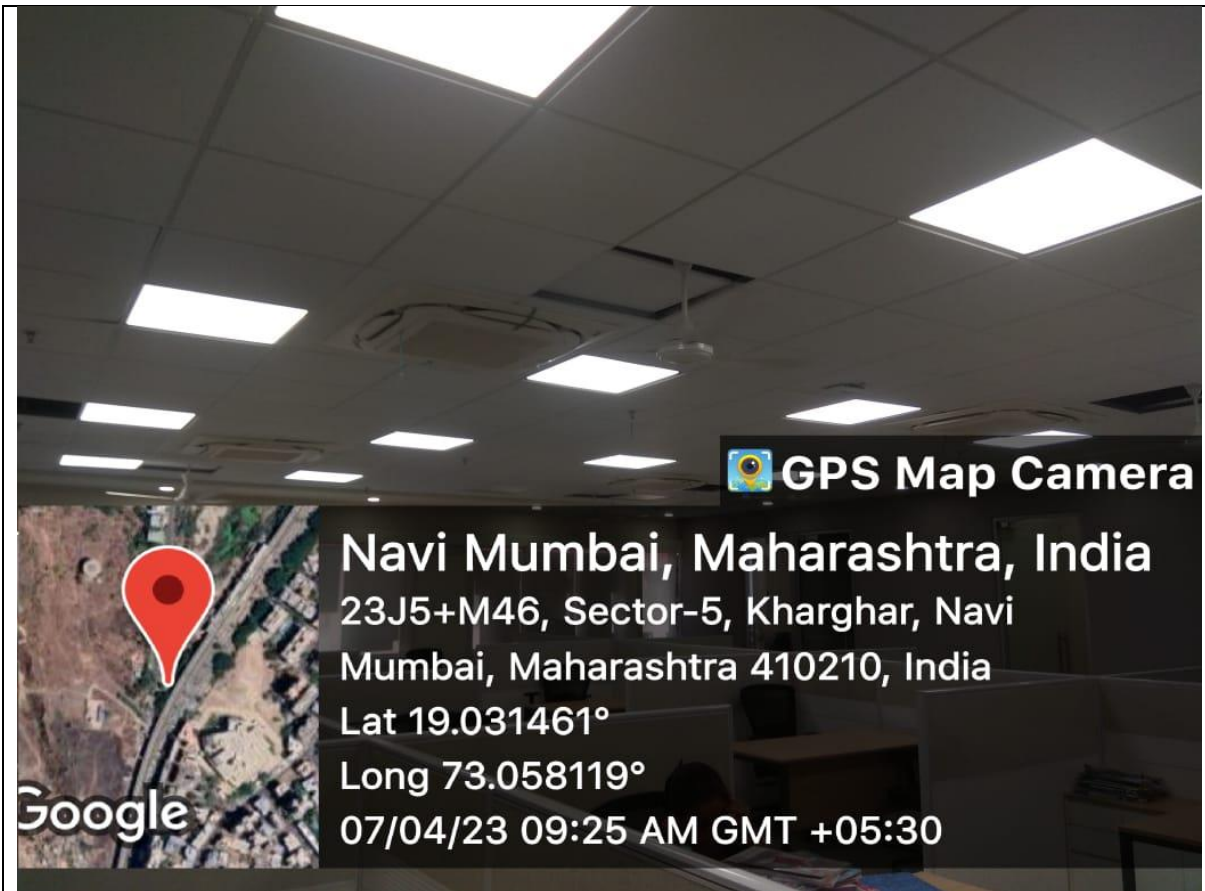 GPS Map Camera
Navi Mumbai, Maharashtra, India
23J5+M46, Sector-5, Kharghar, Navi
Mumbai, Maharashtra 410210, India
Lat 19.031461°
Long 73.058119°
07/04/23 09:25 AM GMT +05:30
Google